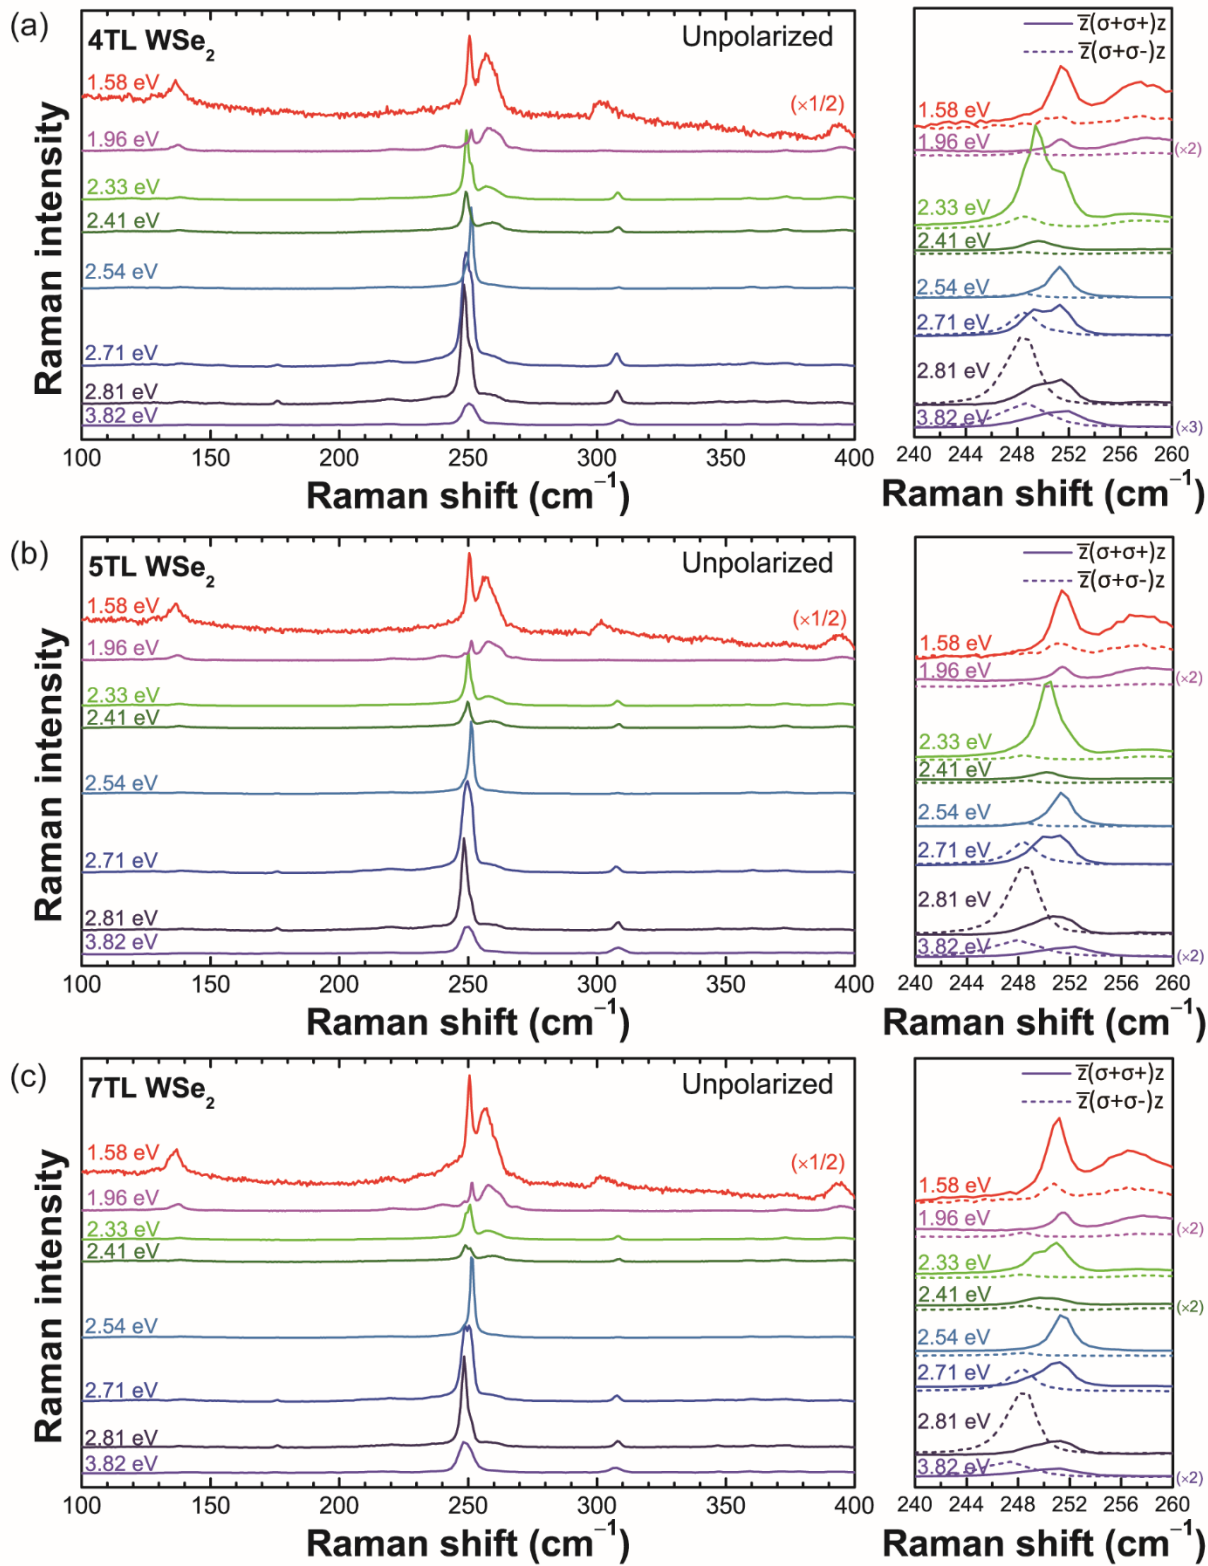 (a)
4TL WSe₂
Unpolarized
1.58 eV
(×1/2)
1.96 eV
2.33 eV
2.41 eV
2.54 eV
2.71 eV
2.81 eV
3.82 eV
Raman intensity
100 150 200 250 300 350 400
Raman shift (cm⁻¹)
z̅(σ+σ+)z
z̅(σ+σ-)z
1.58 eV
1.96 eV (×2)
2.33 eV
2.41 eV
2.54 eV
2.71 eV
2.81 eV
3.82 eV (×3)
240 244 248 252 256 260
Raman shift (cm⁻¹)
(b)
5TL WSe₂
Unpolarized
1.58 eV
(×1/2)
1.96 eV
2.33 eV
2.41 eV
2.54 eV
2.71 eV
2.81 eV
3.82 eV
Raman intensity
100 150 200 250 300 350 400
Raman shift (cm⁻¹)
z̅(σ+σ+)z
z̅(σ+σ-)z
1.58 eV
1.96 eV (×2)
2.33 eV
2.41 eV
2.54 eV
2.71 eV
2.81 eV
3.82 eV (×2)
240 244 248 252 256 260
Raman shift (cm⁻¹)
(c)
7TL WSe₂
Unpolarized
1.58 eV
(×1/2)
1.96 eV
2.33 eV
2.41 eV
2.54 eV
2.71 eV
2.81 eV
3.82 eV
Raman intensity
100 150 200 250 300 350 400
Raman shift (cm⁻¹)
z̅(σ+σ+)z
z̅(σ+σ-)z
1.58 eV
1.96 eV (×2)
2.33 eV
2.41 eV (×2)
2.54 eV
2.71 eV
2.81 eV
3.82 eV (×2)
240 244 248 252 256 260
Raman shift (cm⁻¹)